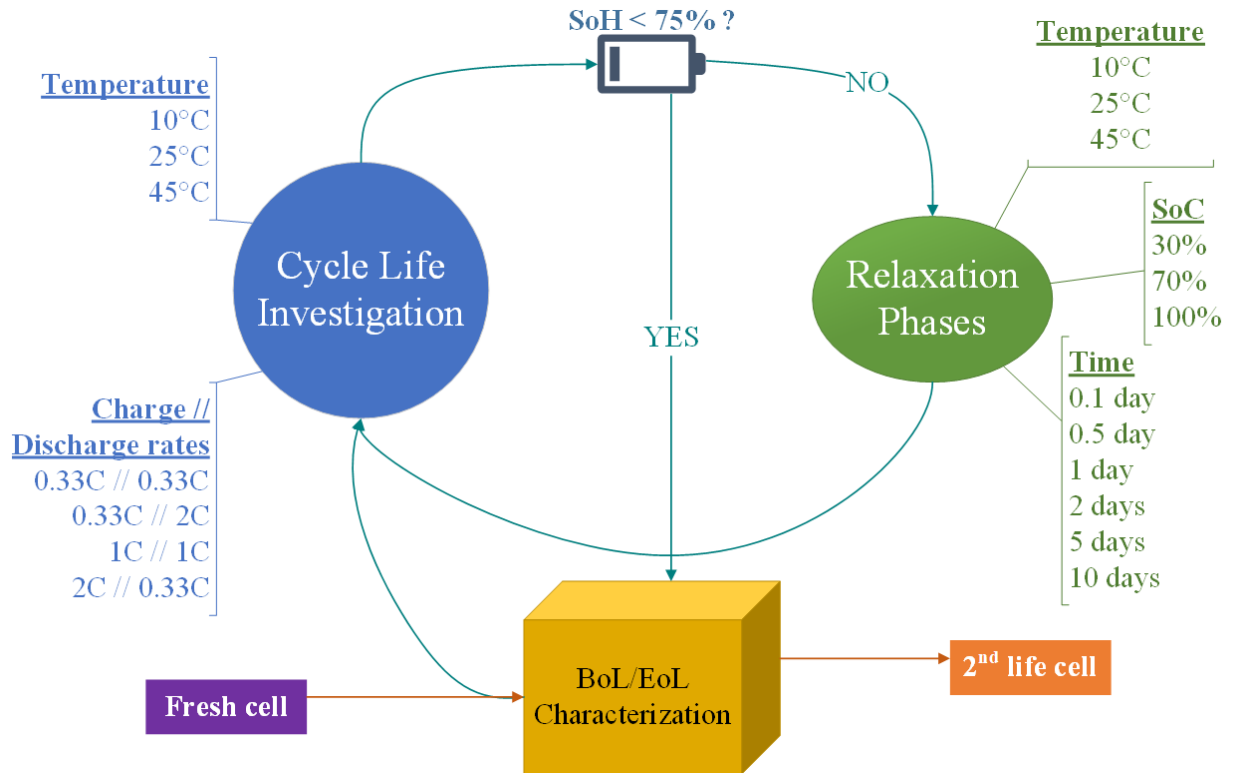 SoH < 75% ?
Temperature
10°C
25°C
45°C
NO
Temperature
10°C
25°C
45°C
Cycle Life
Investigation
Relaxation
Phases
SoC
30%
70%
100%
YES
Time
0.1 day
0.5 day
1 day
2 days
5 days
10 days
Charge //
Discharge rates
0.33C // 0.33C
0.33C // 2C
1C // 1C
2C // 0.33C
Fresh cell
BoL/EoL
Characterization
2nd life cell